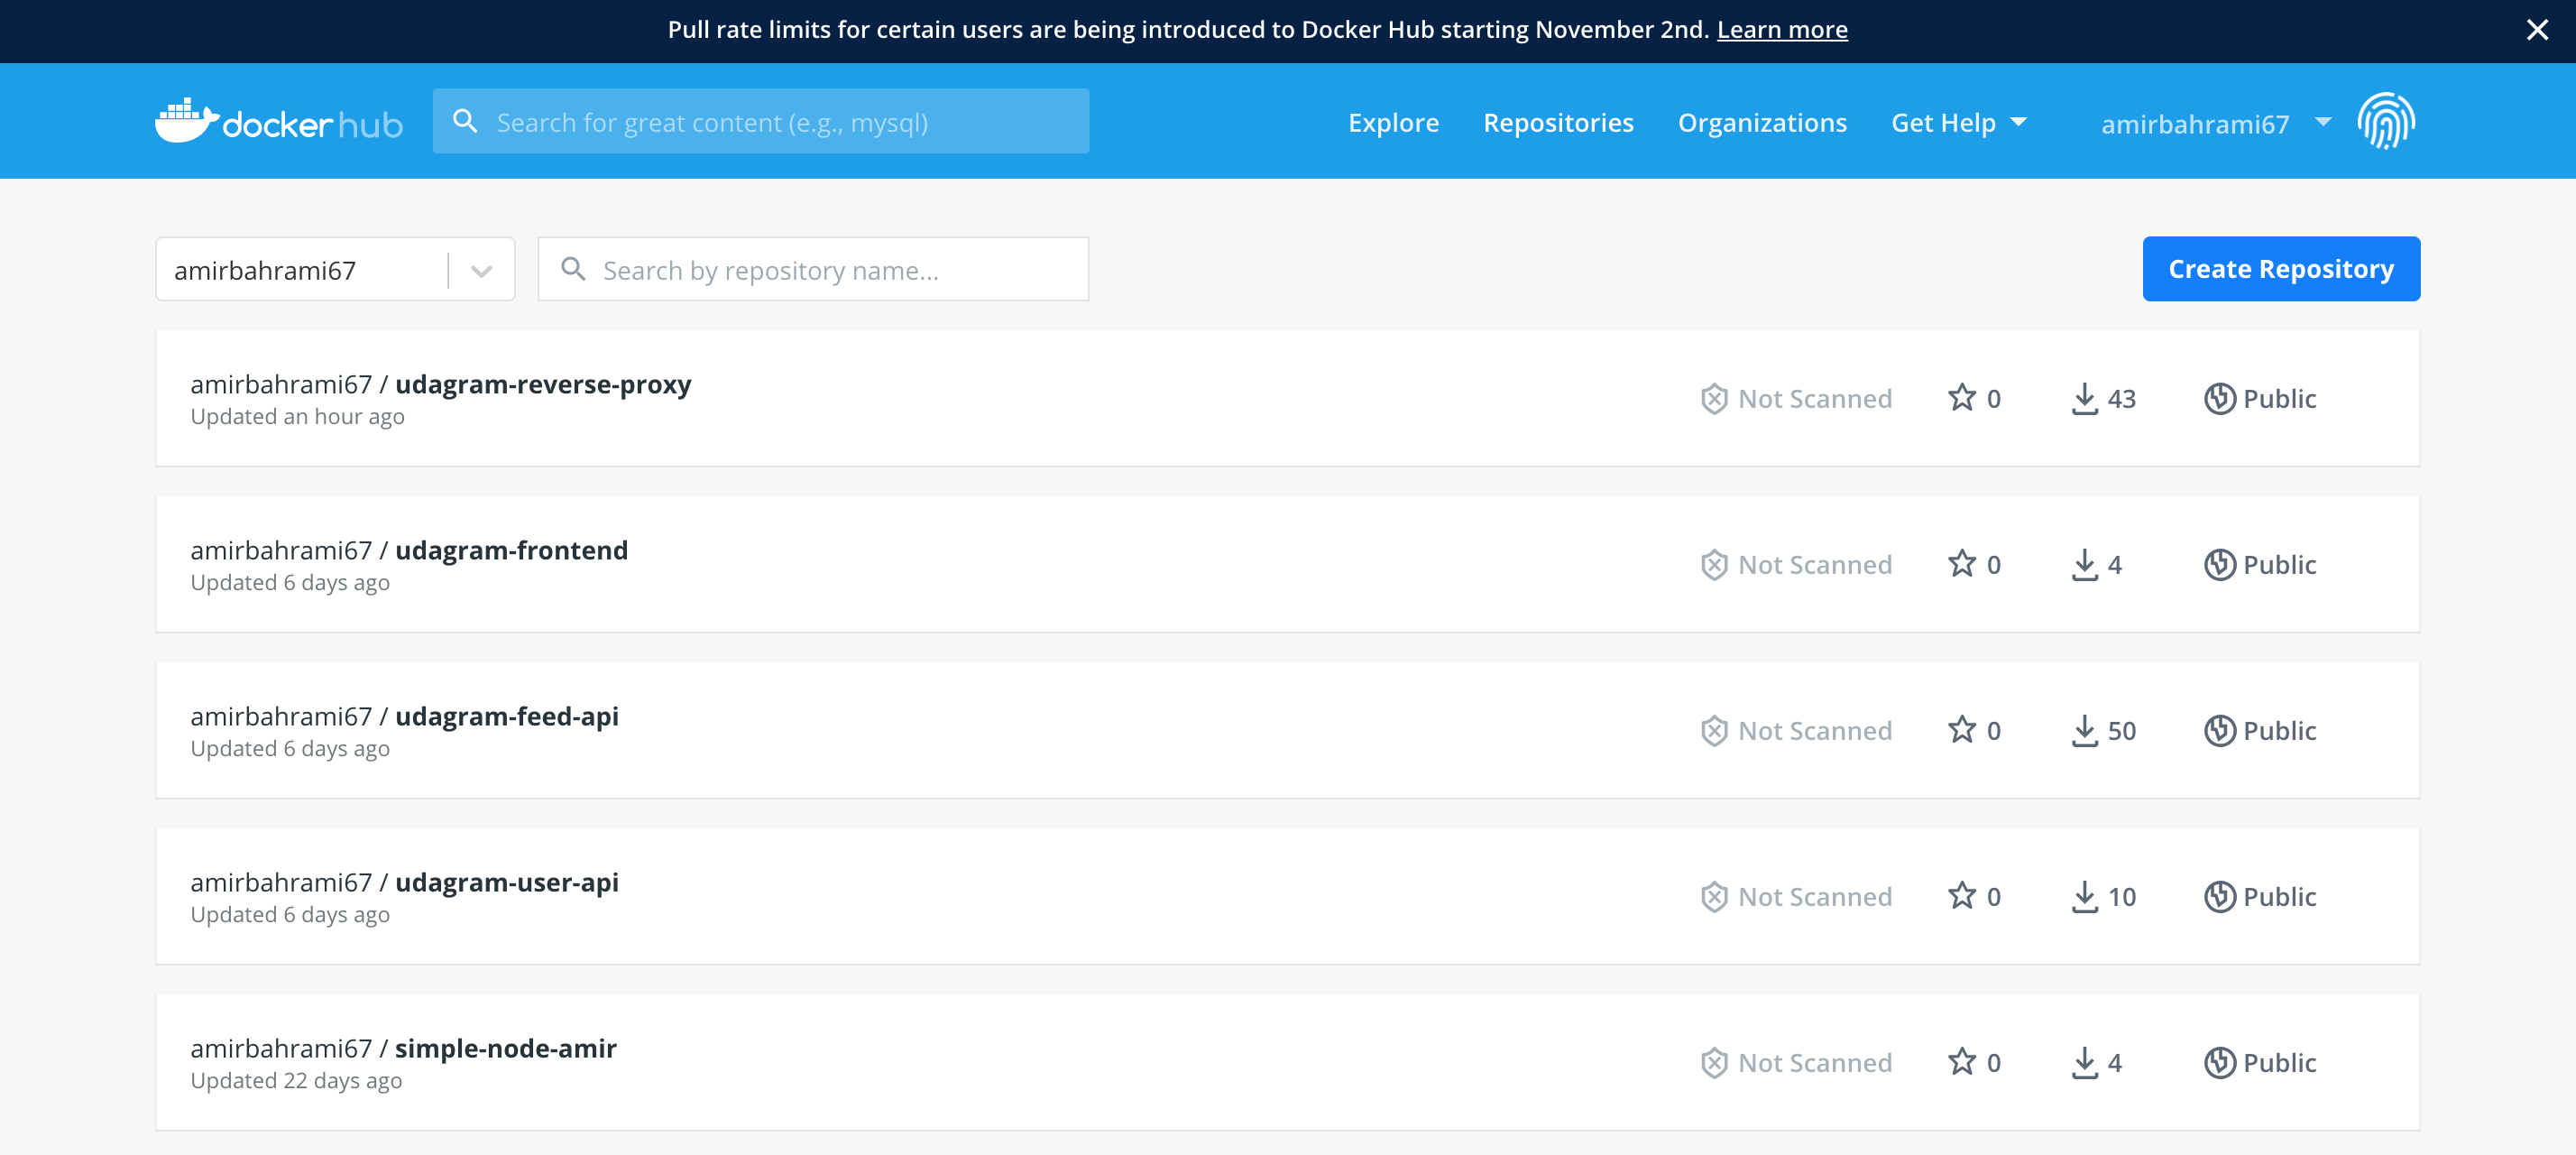 Pull rate limits for certain users are being introduced to Docker Hub starting November 2nd. Learn more
docker hub
Search for great content (e.g., mysql)
Explore
Repositories
Organizations
Get Help
amirbahrami67
amirbahrami67
Search by repository name...
Create Repository
amirbahrami67 / udagram-reverse-proxy
Updated an hour ago
Not Scanned
0
43
Public
amirbahrami67 / udagram-frontend
Updated 6 days ago
Not Scanned
0
4
Public
amirbahrami67 / udagram-feed-api
Updated 6 days ago
Not Scanned
0
50
Public
amirbahrami67 / udagram-user-api
Updated 6 days ago
Not Scanned
0
10
Public
amirbahrami67 / simple-node-amir
Updated 22 days ago
Not Scanned
0
4
Public